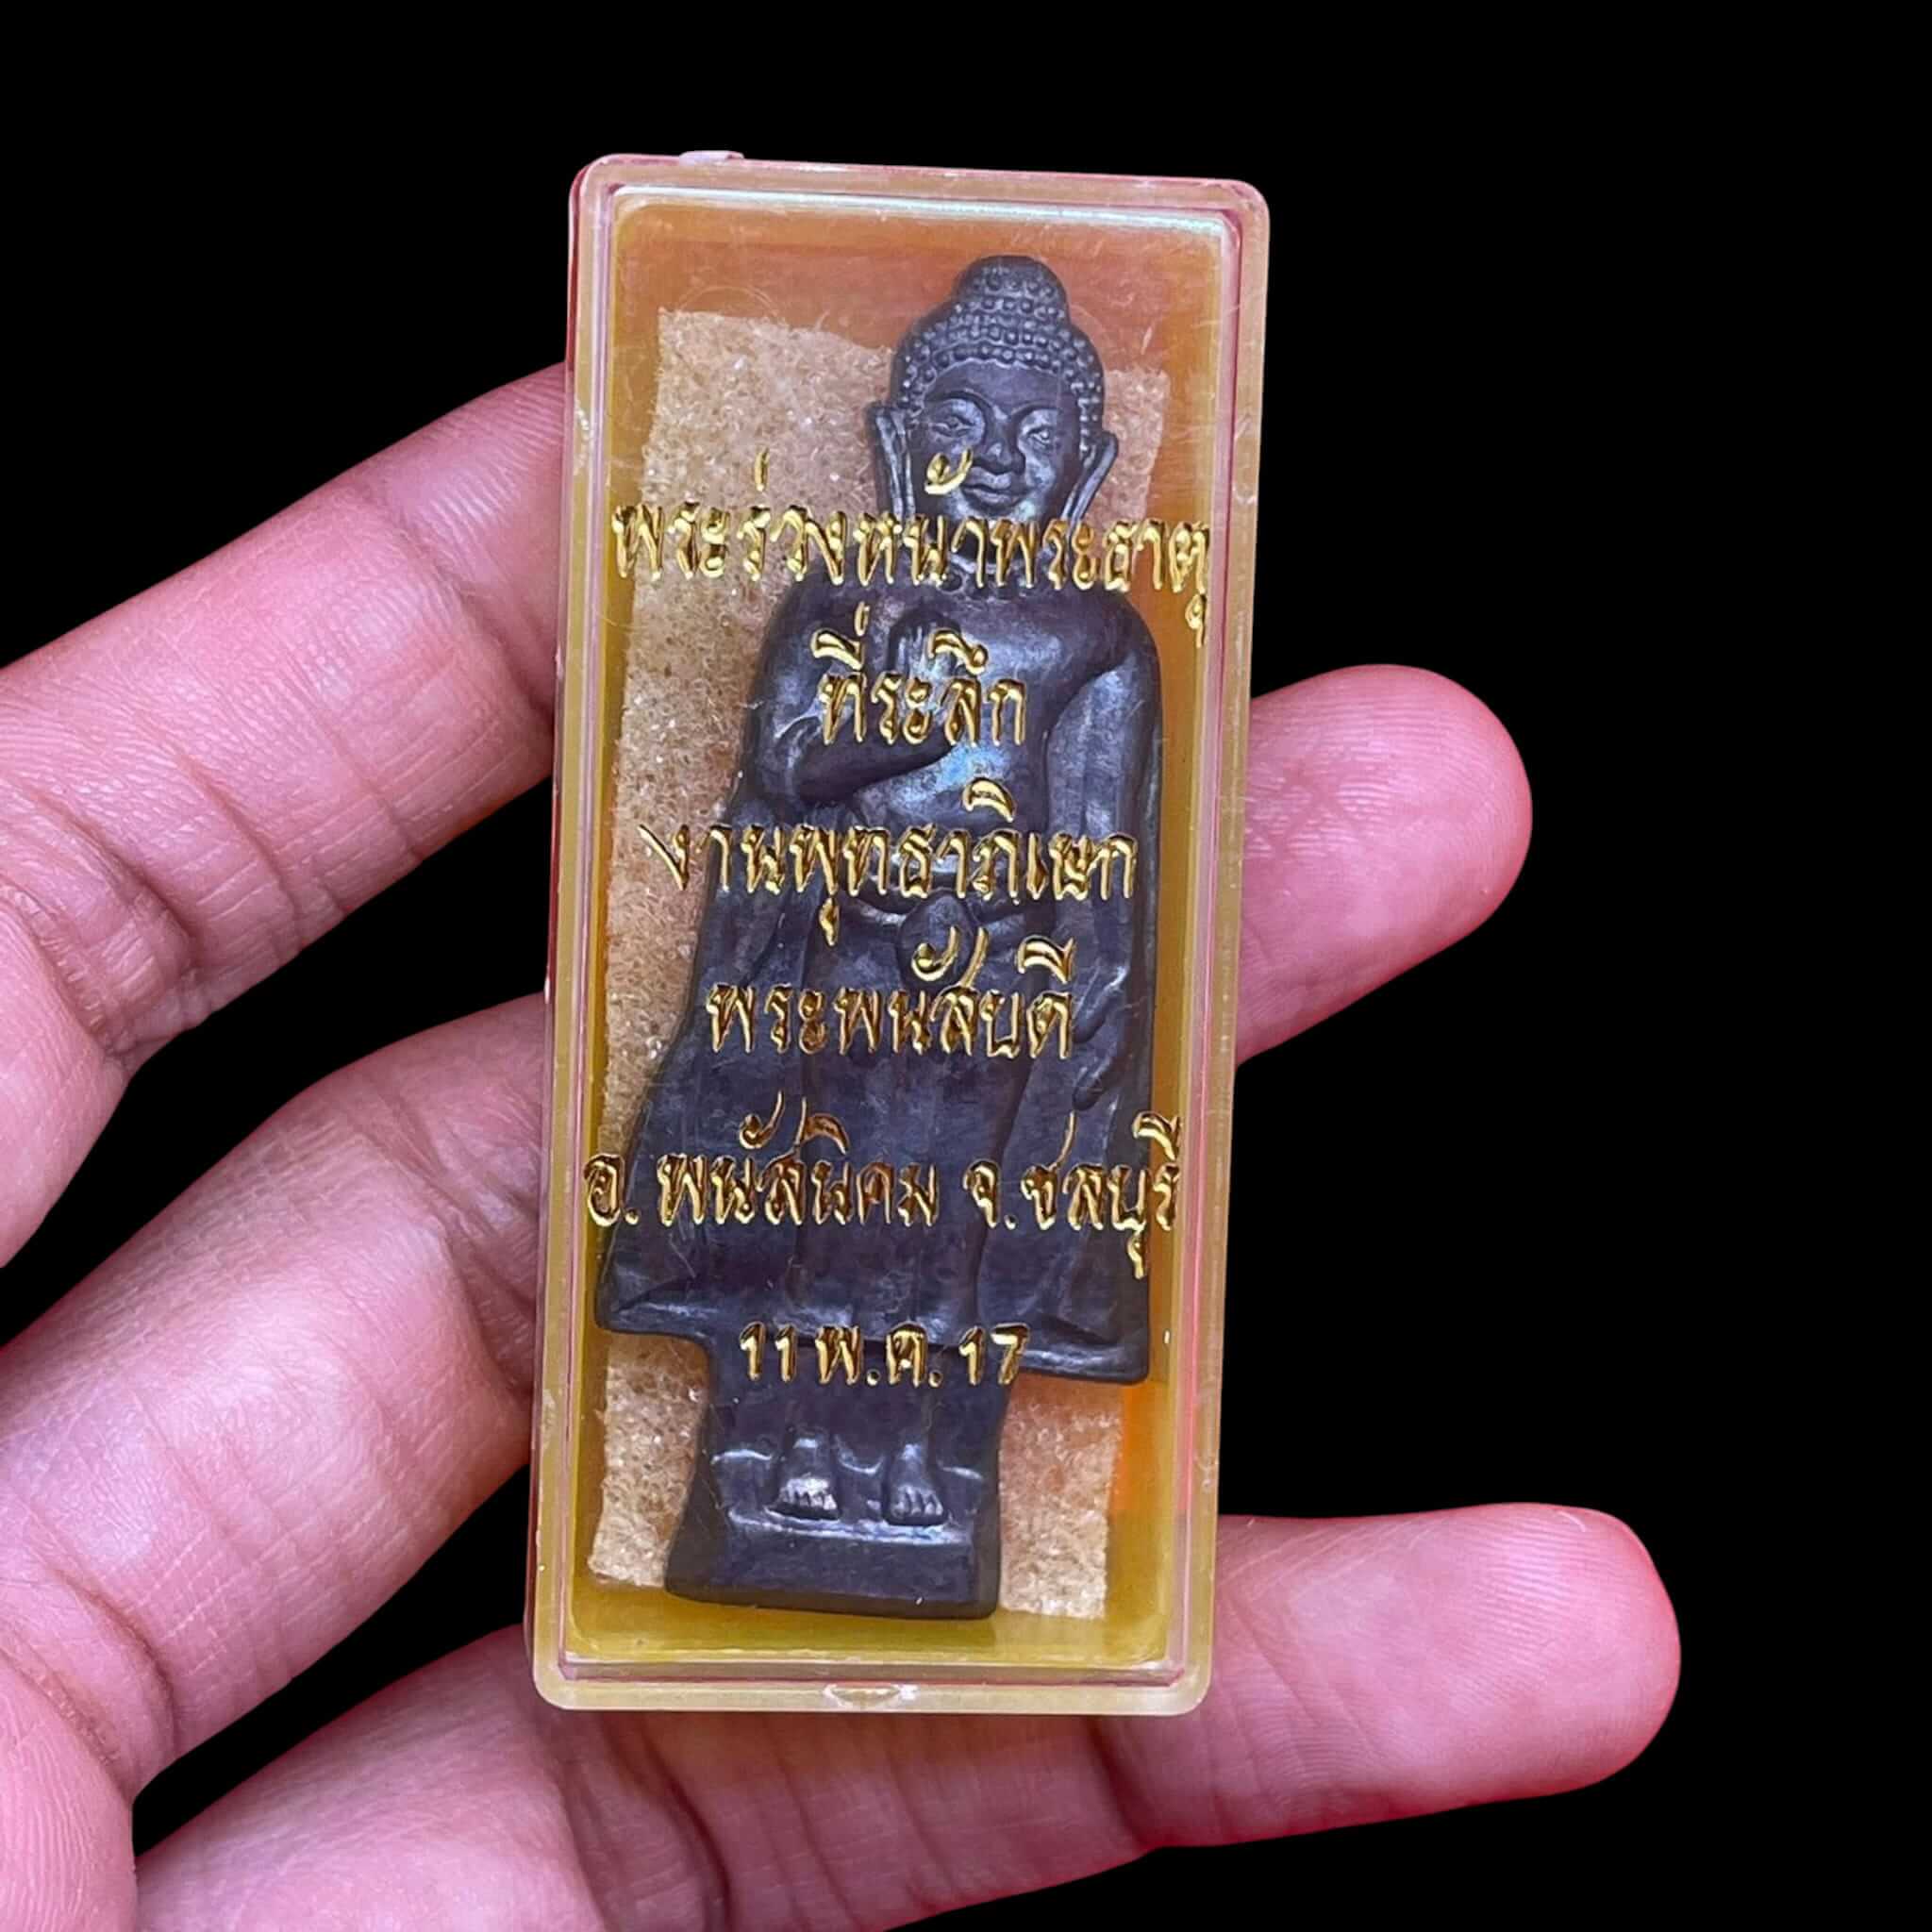 พระร่วงหน้าพระธาตุ
ที่ระลึก
งานพุทธาภิเษก
พระพนัสบดี
อ. พนัสนิคม จ.ชลบุรี
11 พ.ค. 17